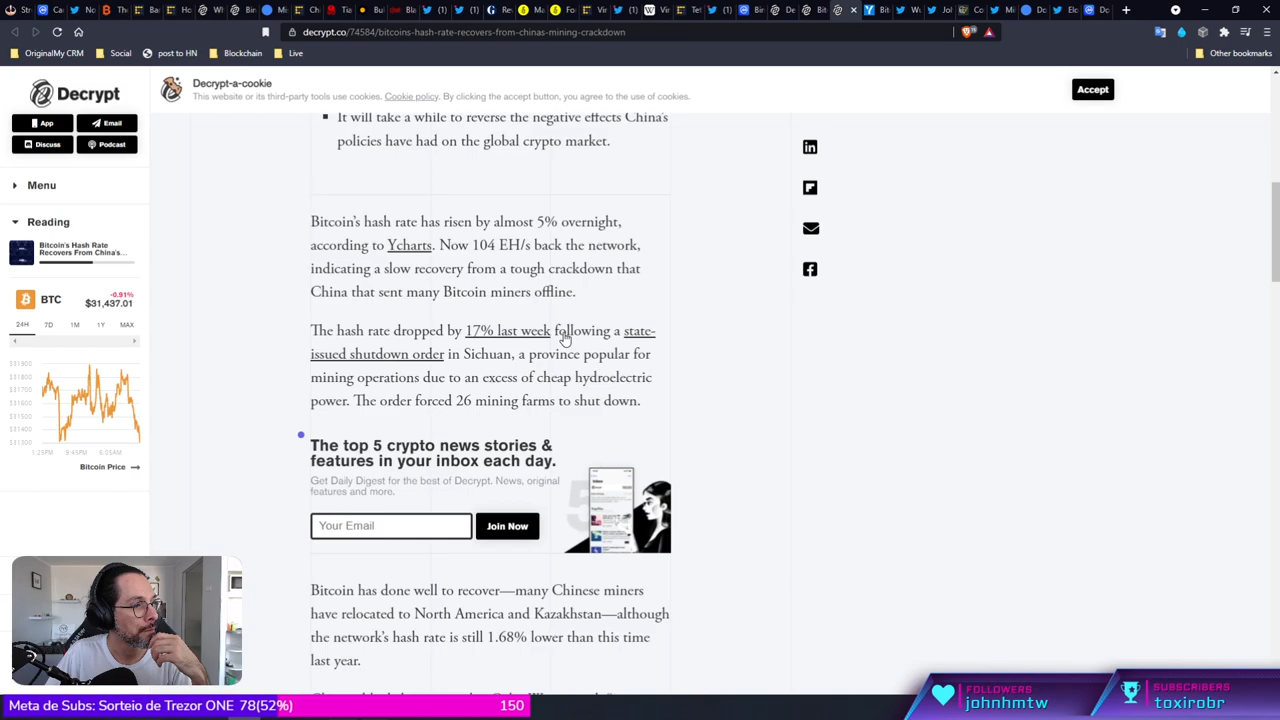 decrypt.co/74584/bitcoins-hash-rate-recovers-from-chinas-mining-crackdown
OriginalMy CRM
Social
post to HN
Blockchain
Live
Other bookmarks
Decrypt
App
Email
Discuss
Podcast
Menu
Reading
Bitcoin's Hash Rate
Recovers From China's...
BTC
-0.91%
$31,437.01
24H
7D
1M
1Y
MAX
$31900
$31700
$31600
$31500
1:25PM
9:45PM
6:05AM
Bitcoin Price
Decrypt-a-cookie
This website or its third-party tools use cookies. Cookie policy. By clicking the accept button, you agree to the use of cookies.
Accept
It will take a while to reverse the negative effects China's
policies have had on the global crypto market.
Bitcoin's hash rate has risen by almost 5% overnight,
according to Ycharts. Now 104 EH/s back the network,
indicating a slow recovery from a tough crackdown that
China that sent many Bitcoin miners offline.
The hash rate dropped by 17% last week following a state-
issued shutdown order in Sichuan, a province popular for
mining operations due to an excess of cheap hydroelectric
power. The order forced 26 mining farms to shut down.
The top 5 crypto news stories &
features in your inbox each day.
Get Daily Digest for the best of Decrypt. News, original
features and more.
Your Email
Join Now
Bitcoin has done well to recover—many Chinese miners
have relocated to North America and Kazakhstan—although
the network's hash rate is still 1.68% lower than this time
last year.
Meta de Subs: Sorteio de Trezor ONE 78(52%)
150
FOLLOWERS
johnhmtw
SUBSCRIBERS
toxirobr